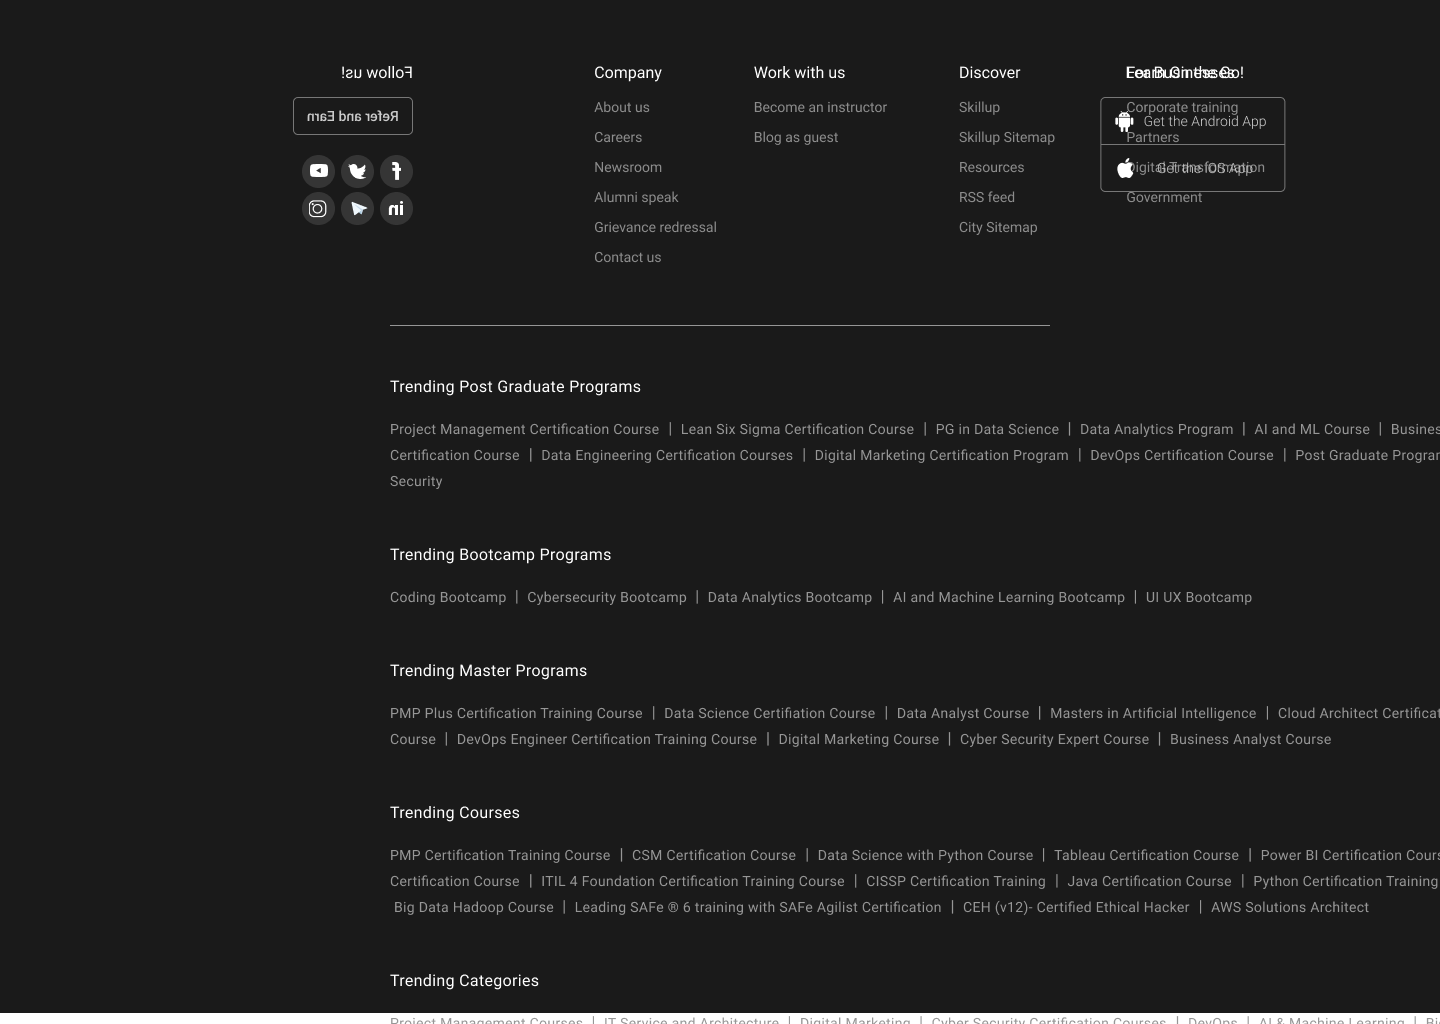 Follow us!
Refer and Earn
Company
About us
Careers
Newsroom
Alumni speak
Grievance redressal
Contact us
Work with us
Become an instructor
Blog as guest
Discover
Skillup
Skillup Sitemap
Resources
RSS feed
City Sitemap
For Businesses
Learn On the Go!
Corporate training
Get the Android App
Partners
Digital Transformation
Get the iOS App
Government
Trending Post Graduate Programs
Project Management Certification Course | Lean Six Sigma Certification Course | PG in Data Science | Data Analytics Program | AI and ML Course | Busines
Certification Course | Data Engineering Certification Courses | Digital Marketing Certification Program | DevOps Certification Course | Post Graduate Program
Security
Trending Bootcamp Programs
Coding Bootcamp | Cybersecurity Bootcamp | Data Analytics Bootcamp | AI and Machine Learning Bootcamp | UI UX Bootcamp
Trending Master Programs
PMP Plus Certification Training Course | Data Science Certifiation Course | Data Analyst Course | Masters in Artificial Intelligence | Cloud Architect Certificat
Course | DevOps Engineer Certification Training Course | Digital Marketing Course | Cyber Security Expert Course | Business Analyst Course
Trending Courses
PMP Certification Training Course | CSM Certification Course | Data Science with Python Course | Tableau Certification Course | Power BI Certification Cours
Certification Course | ITIL 4 Foundation Certification Training Course | CISSP Certification Training | Java Certification Course | Python Certification Training
Big Data Hadoop Course | Leading SAFe ® 6 training with SAFe Agilist Certification | CEH (v12)- Certified Ethical Hacker | AWS Solutions Architect
Trending Categories
Project Management Courses | IT Service and Architecture | Digital Marketing | Cyber Security Certification Courses | DevOps | AI & Machine Learning |